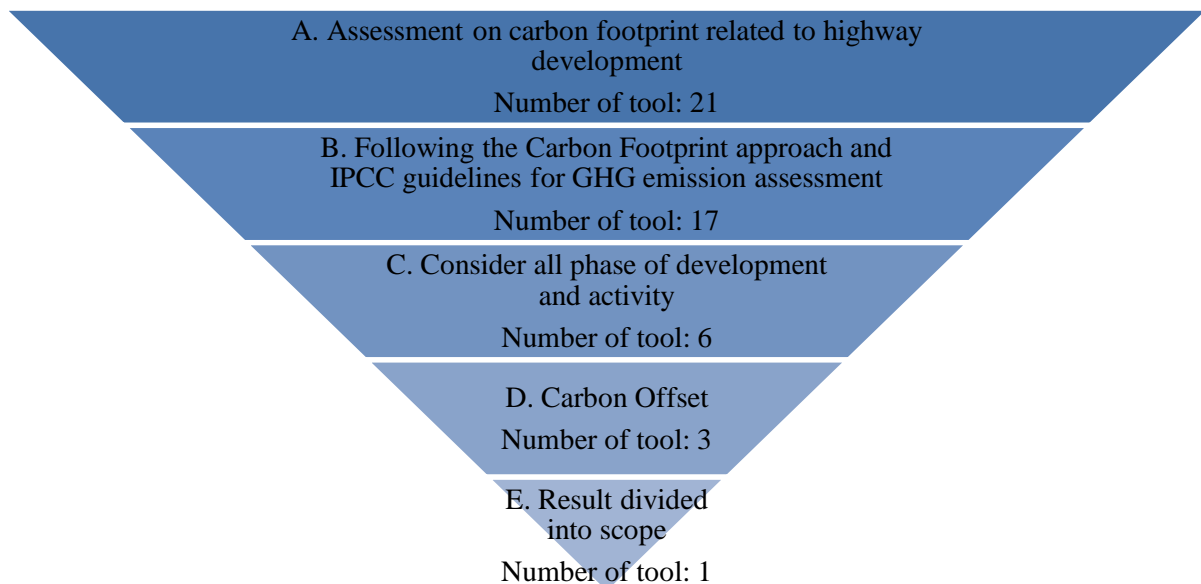 A. Assessment on carbon footprint related to highway
development
Number of tool: 21
B. Following the Carbon Footprint approach and
IPCC guidelines for GHG emission assessment
Number of tool: 17
C. Consider all phase of development
and activity
Number of tool: 6
D. Carbon Offset
Number of tool: 3
E. Result divided
into scope
Number of tool: 1